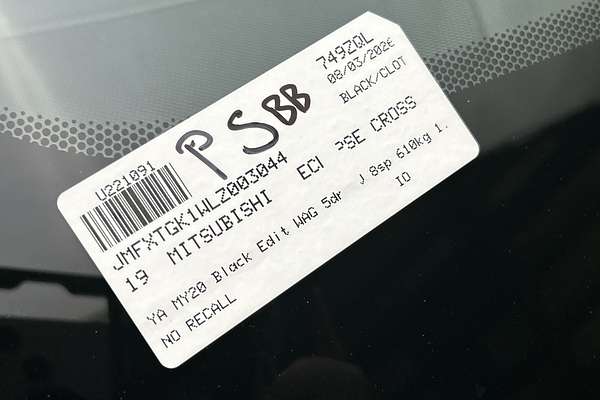 749ZQL
08/03/2026
BLACK/CLOT
U221091
P SBB
JMFXTGK1WLZ003044
19 MITSUBISHI ECI PSE CROSS
YA MY20 Black Edit WAG 5dr J 8sp 610kg 1.
NO RECALL IO